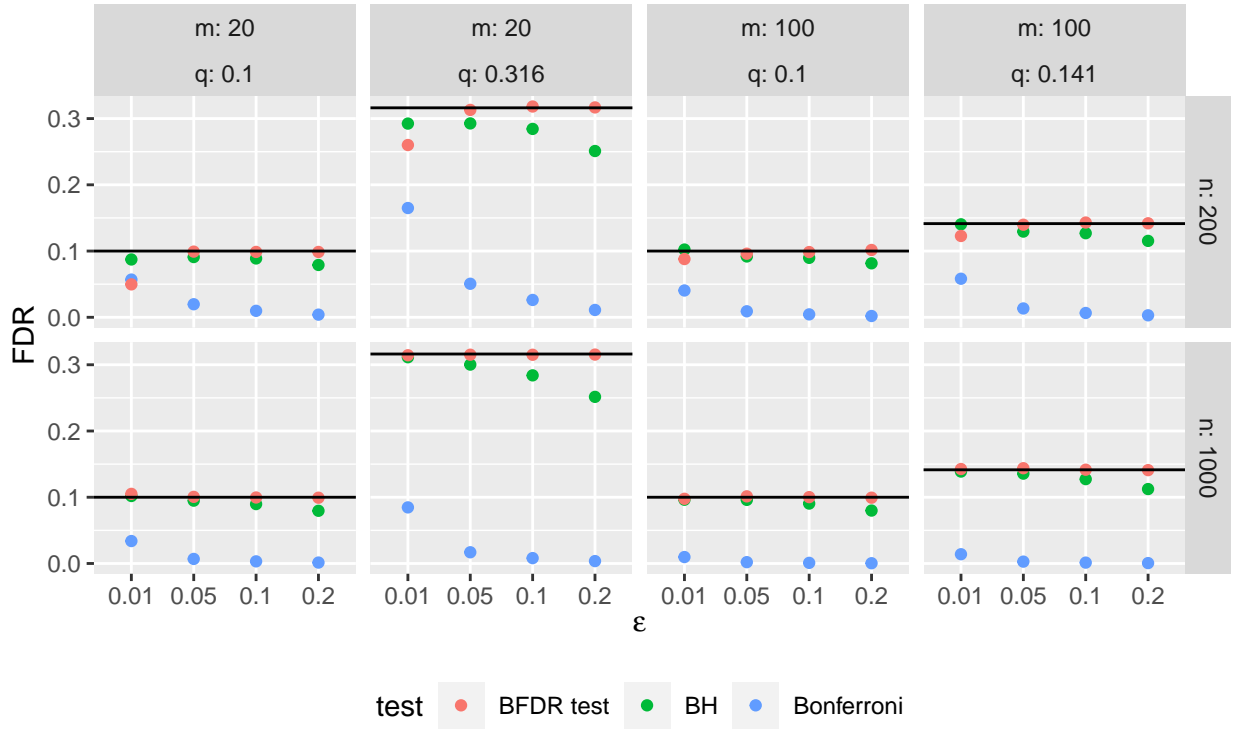 m: 20 m: 20 m: 100 m: 100
q: 0.1 q: 0.316 q: 0.1 q: 0.141
0.3
0.2
0.1
0.0
n: 200
FDR
0.3
0.2
0.1
0.0
n: 1000
0.01 0.05 0.1 0.2 0.01 0.05 0.1 0.2 0.01 0.05 0.1 0.2 0.01 0.05 0.1 0.2
ε
test BFDR test BH Bonferroni